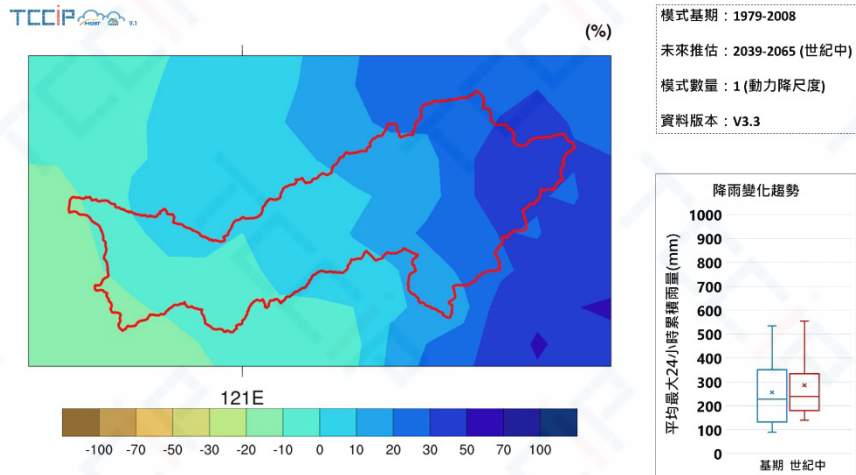 TCCiP MOST V.1
(%)
模式基期：1979-2008
未來推估：2039-2065 (世紀中)
模式數量：1 (動力降尺度)
資料版本：V3.3
121E
-100 -70 -50 -30 -20 -10 0 10 20 30 50 70 100
降雨變化趨勢
平均最大24小時累積雨量(mm)
1000
900
800
700
600
500
400
300
200
100
0
基期 世紀中